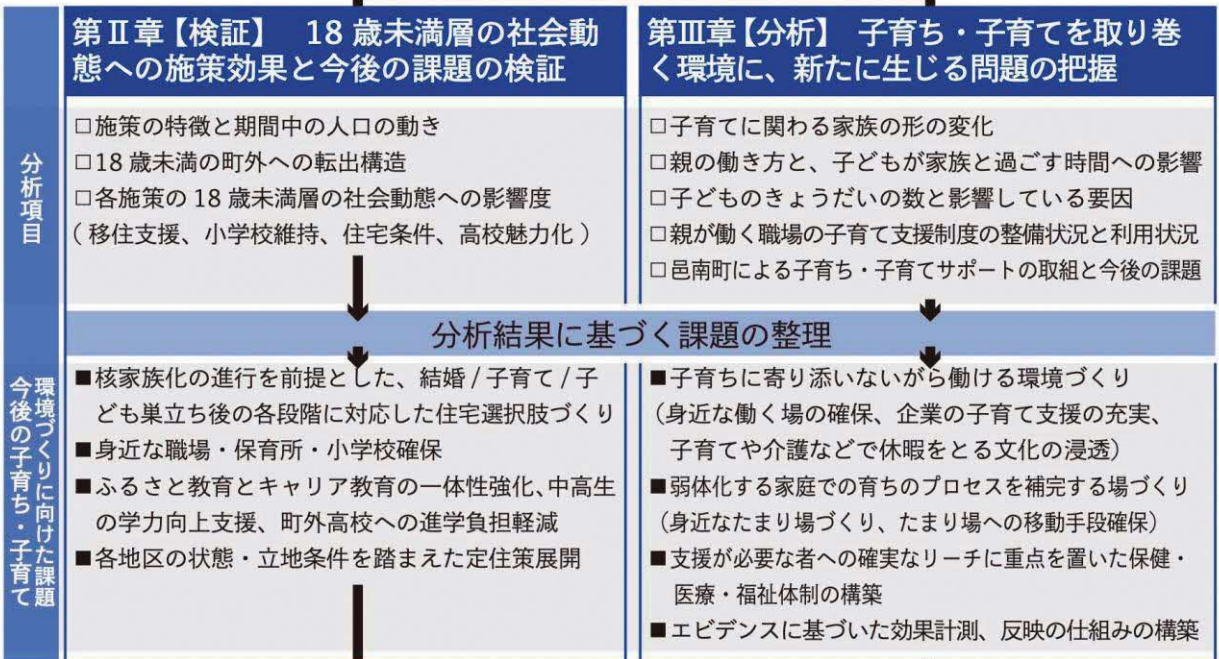 第Ⅱ章【検証】　18 歳未満層の社会動
態への施策効果と今後の課題の検証
第Ⅲ章【分析】　子育ち・子育てを取り巻
く環境に、新たに生じる問題の把握
分析項目
□施策の特徴と期間中の人口の動き
□18 歳未満の町外への転出構造
□各施策の 18 歳未満層の社会動態への影響度
（移住支援、小学校維持、住宅条件、高校魅力化）
□子育てに関わる家族の形の変化
□親の働き方と、子どもが家族と過ごす時間への影響
□子どものきょうだいの数と影響している要因
□親が働く職場の子育て支援制度の整備状況と利用状況
□邑南町による子育ち・子育てサポートの取組と今後の課題
分析結果に基づく課題の整理
今後の子育ち・子育て
環境づくりに向けた課題
■核家族化の進行を前提とした、結婚 / 子育て / 子
ども巣立ち後の各段階に対応した住宅選択肢づくり
■身近な職場・保育所・小学校確保
■ふるさと教育とキャリア教育の一体性強化、中高生
の学力向上支援、町外高校への進学負担軽減
■各地区の状態・立地条件を踏まえた定住策展開
■子育ちに寄り添いないがら働ける環境づくり
（身近な働く場の確保、企業の子育て支援の充実、
子育てや介護などで休暇をとる文化の浸透）
■弱体化する家庭での育ちのプロセスを補完する場づくり
（身近なたまり場づくり、たまり場への移動手段確保）
■支援が必要な者への確実なリーチに重点を置いた保健・
医療・福祉体制の構築
■エビデンスに基づいた効果計測、反映の仕組みの構築